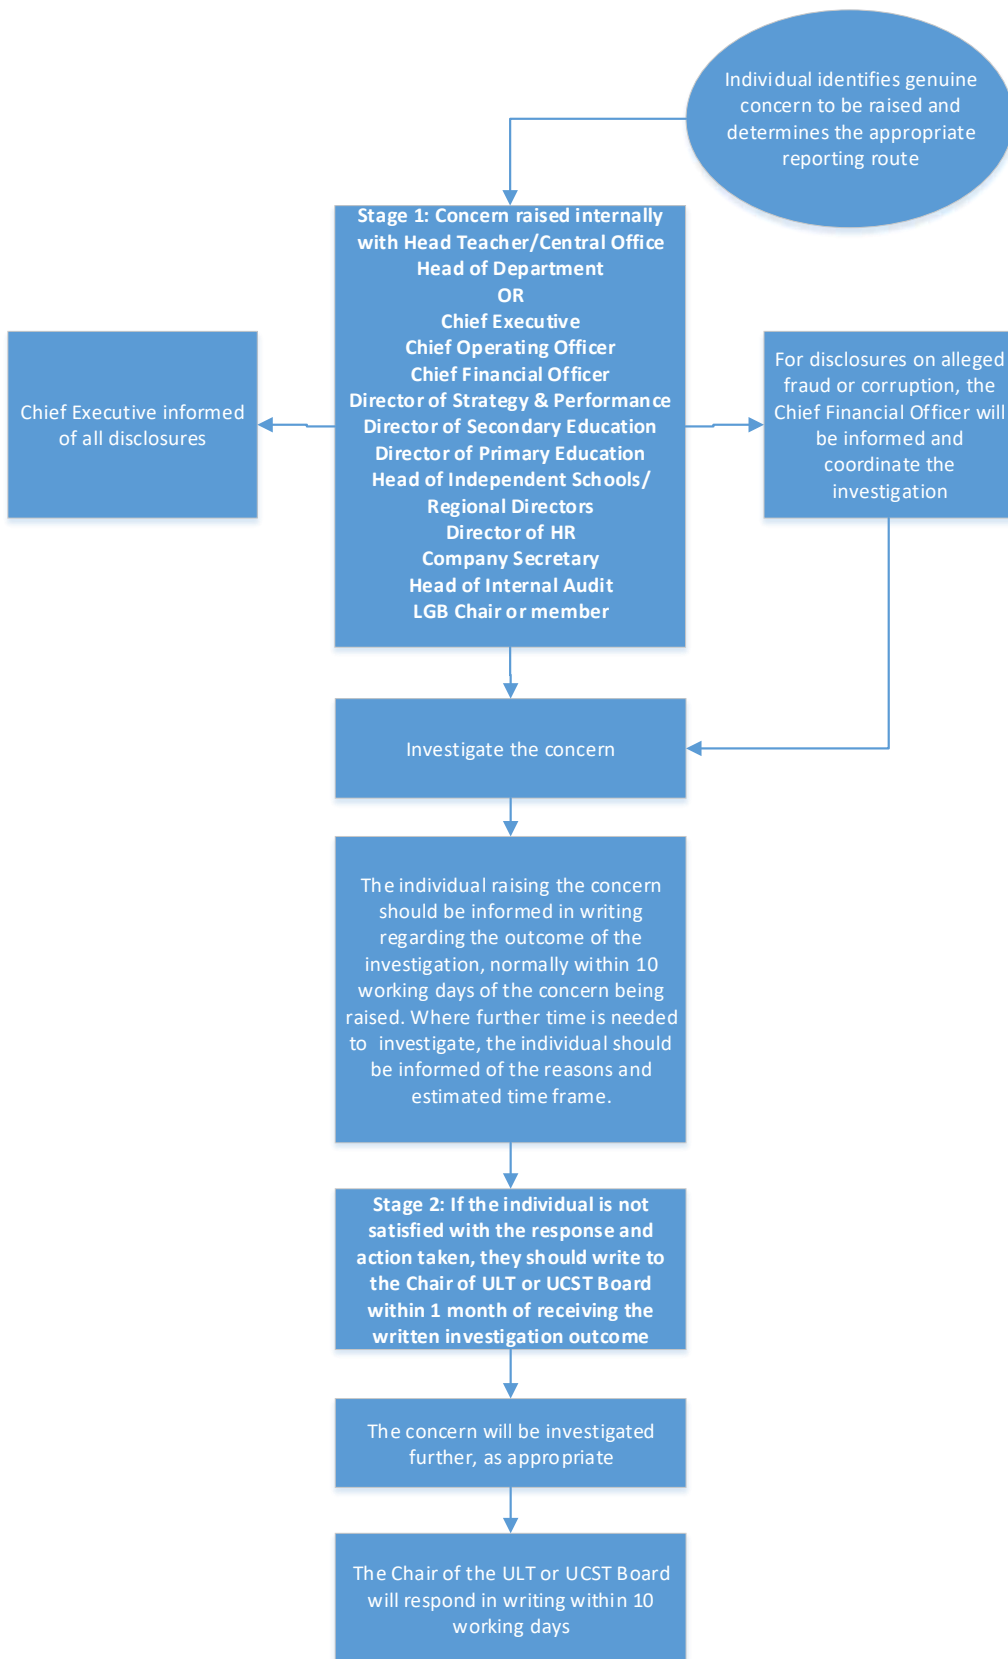 Individual identifies genuine
concern to be raised and
determines the appropriate
reporting route
Stage 1: Concern raised internally
with Head Teacher/Central Office
Head of Department
OR
Chief Executive
Chief Operating Officer
Chief Financial Officer
Director of Strategy & Performance
Director of Secondary Education
Director of Primary Education
Head of Independent Schools/
Regional Directors
Director of HR
Company Secretary
Head of Internal Audit
LGB Chair or member
Chief Executive informed
of all disclosures
For disclosures on alleged
fraud or corruption, the
Chief Financial Officer will
be informed and
coordinate the
investigation
Investigate the concern
The individual raising the concern
should be informed in writing
regarding the outcome of the
investigation, normally within 10
working days of the concern being
raised. Where further time is needed
to investigate, the individual should
be informed of the reasons and
estimated time frame.
Stage 2: If the individual is not
satisfied with the response and
action taken, they should write to
the Chair of ULT or UCST Board
within 1 month of receiving the
written investigation outcome
The concern will be investigated
further, as appropriate
The Chair of the ULT or UCST Board
will respond in writing within 10
working days